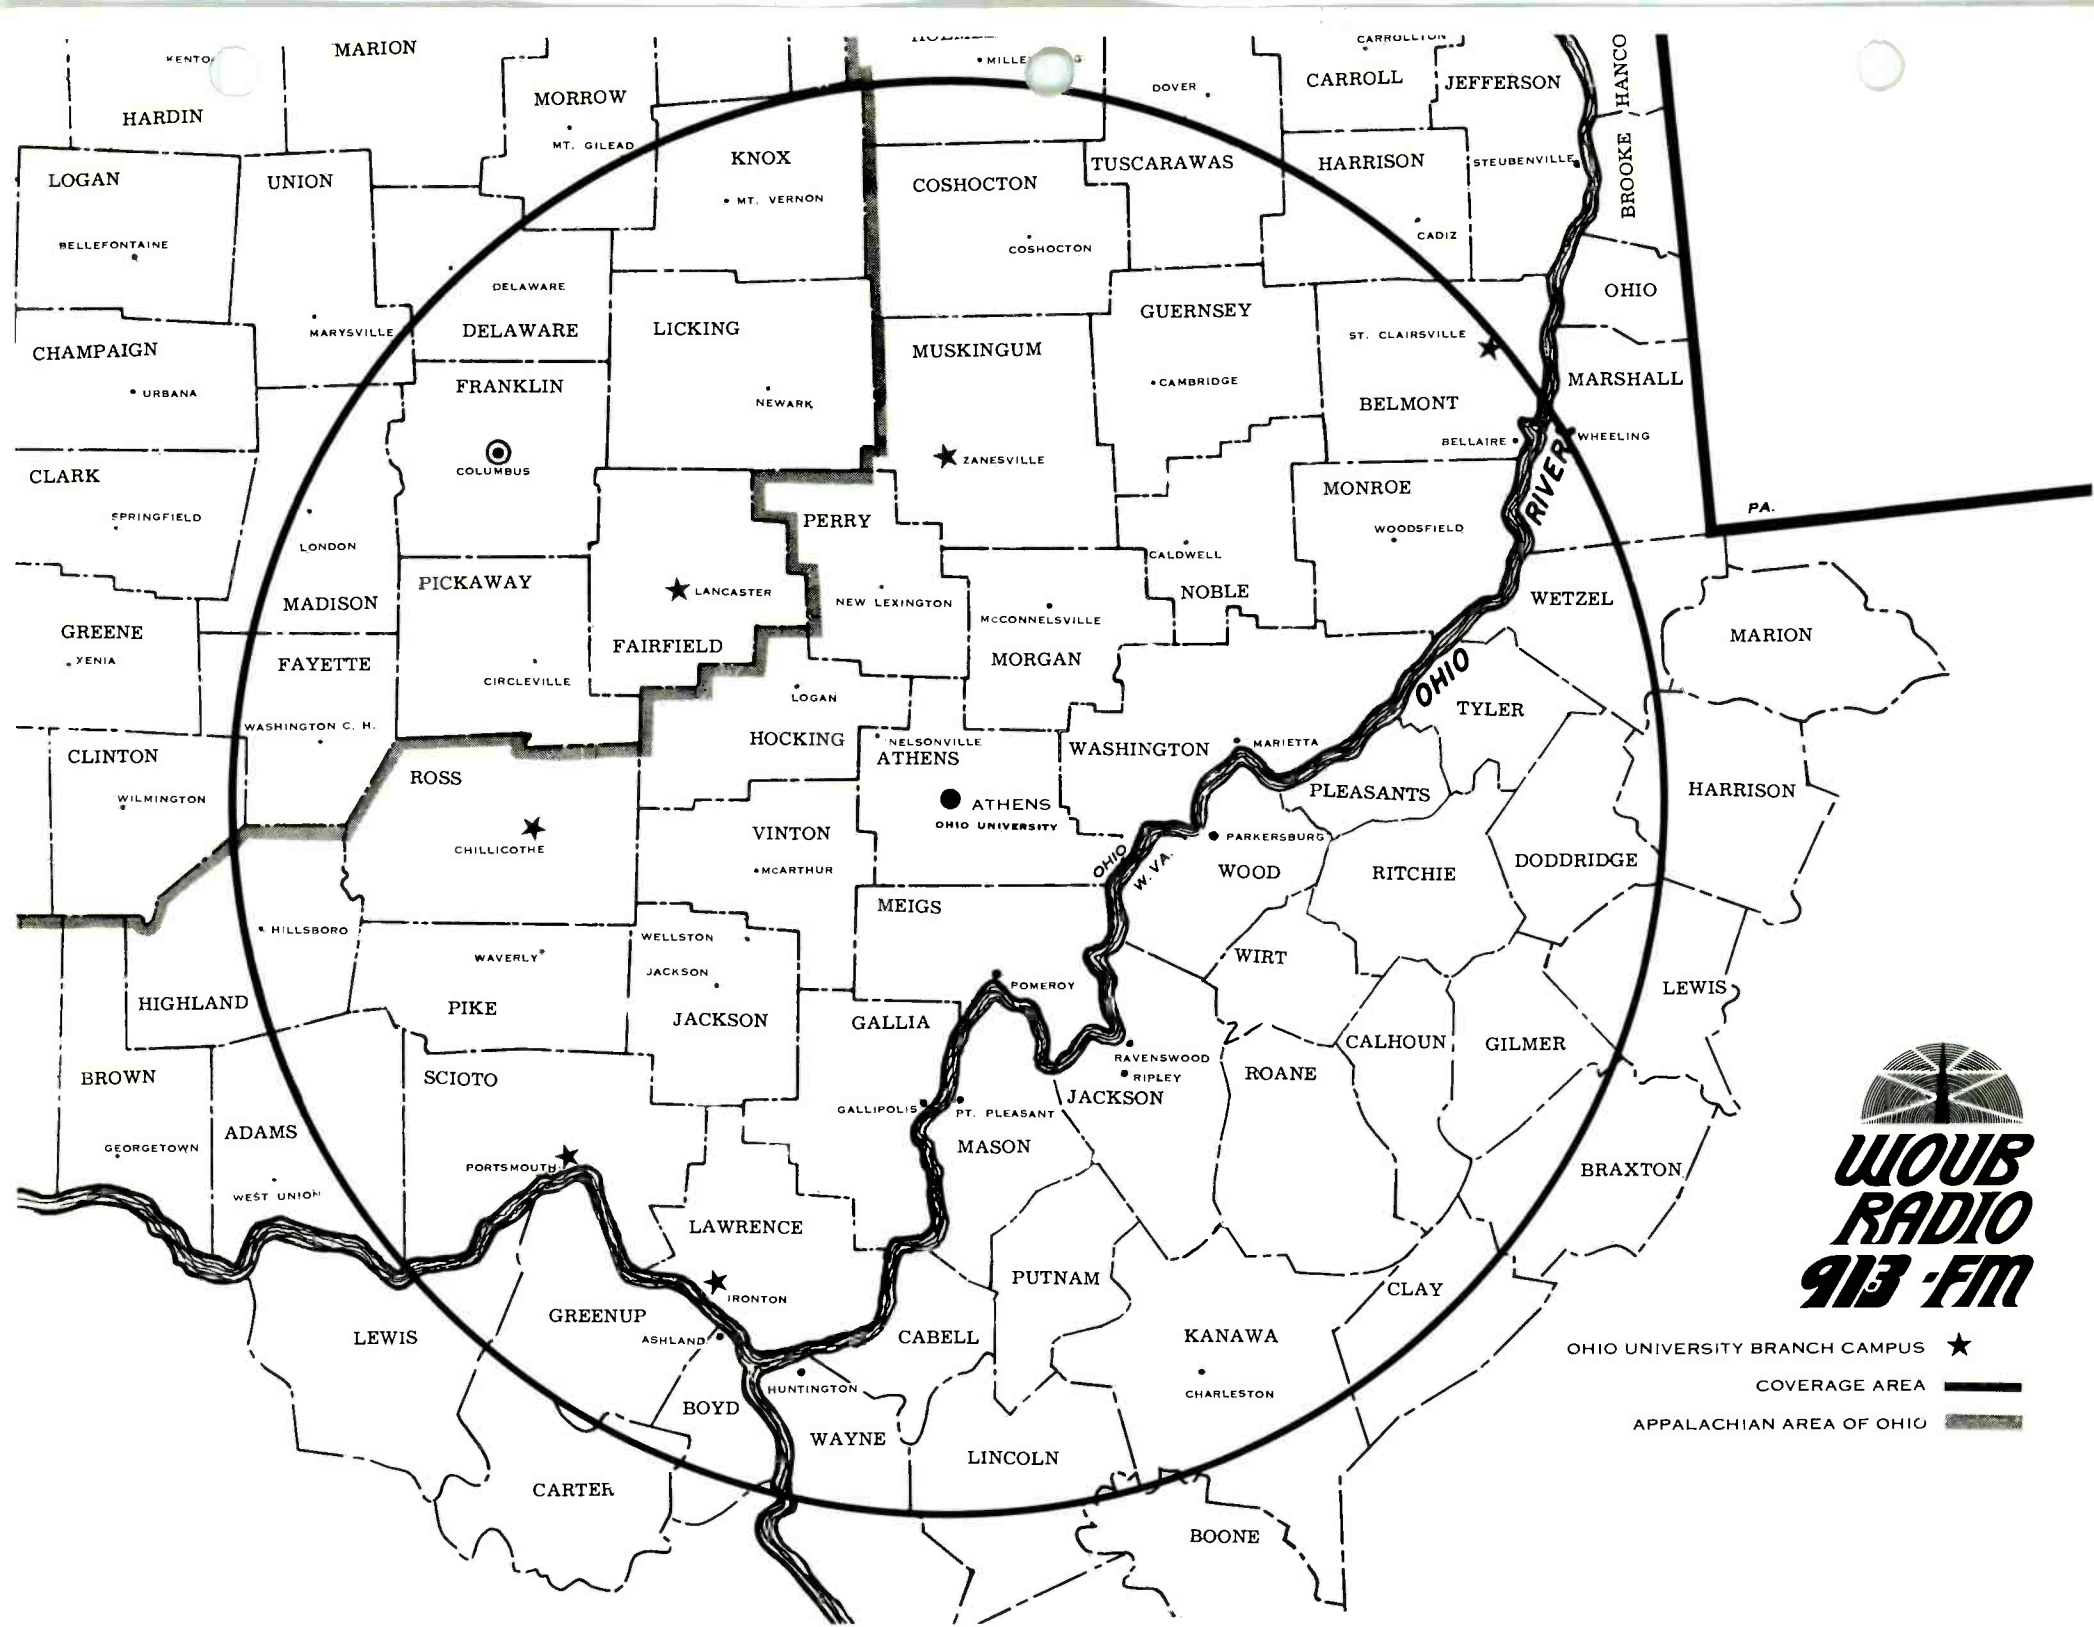 CARROLLTON
MARION
KENTO
MILLE
HANCO
CARROLL
JEFFERSON
DOVER
MORROW
HARDIN
MT. GILEAD
KNOX
TUSCARAWAS
HARRISON
STEUBENVILLE
BROOKE
LOGAN
UNION
COSHOCTON
MT. VERNON
CADIZ
BELLEFONTAINE
COSHOCTON
DELAWARE
OHIO
GUERNSEY
MARYSVILLE
DELAWARE
LICKING
ST. CLAIRSVILLE
CHAMPAIGN
MUSKINGUM
MARSHALL
FRANKLIN
CAMBRIDGE
URBANA
NEWARK
BELMONT
BELLAIRE
WHEELING
COLUMBUS
ZANESVILLE
CLARK
MONROE
RIVER
SPRINGFIELD
PERRY
WOODSFIELD
PA.
LONDON
CALDWELL
PICKAWAY
LANCASTER
NOBLE
MADISON
NEW LEXINGTON
WETZEL
McCONNELSVILLE
GREENE
MARION
FAIRFIELD
XENIA
FAYETTE
MORGAN
CIRCLEVILLE
OHIO
LOGAN
TYLER
WASHINGTON C. H.
HOCKING
NELSONVILLE
WASHINGTON
MARIETTA
CLINTON
ATHENS
ROSS
PLEASANTS
HARRISON
WILMINGTON
ATHENS
OHIO UNIVERSITY
VINTON
PARKERSBURG
CHILLICOTHE
OHIO
W. VA.
DODDRIDGE
MCARTHUR
WOOD
RITCHIE
MEIGS
HILLSBORO
WELLSTON
WAVERLY
WIRT
JACKSON
POMEROY
LEWIS
HIGHLAND
PIKE
JACKSON
GALLIA
CALHOUN
GILMER
RAVENSWOOD
RIPLEY
ROANE
BROWN
SCIOTO
JACKSON
GALLIPOLIS
PT. PLEASANT
ADAMS
MASON
GEORGETOWN
PORTSMOUTH
BRAXTON
WEST UNION
LAWRENCE
WOUB
RADIO
91.3 ·FM
PUTNAM
CLAY
IRONTON
GREENUP
LEWIS
ASHLAND
CABELL
KANAWA
OHIO UNIVERSITY BRANCH CAMPUS
HUNTINGTON
CHARLESTON
COVERAGE AREA
BOYD
APPALACHIAN AREA OF OHIO
WAYNE
LINCOLN
CARTER
BOONE